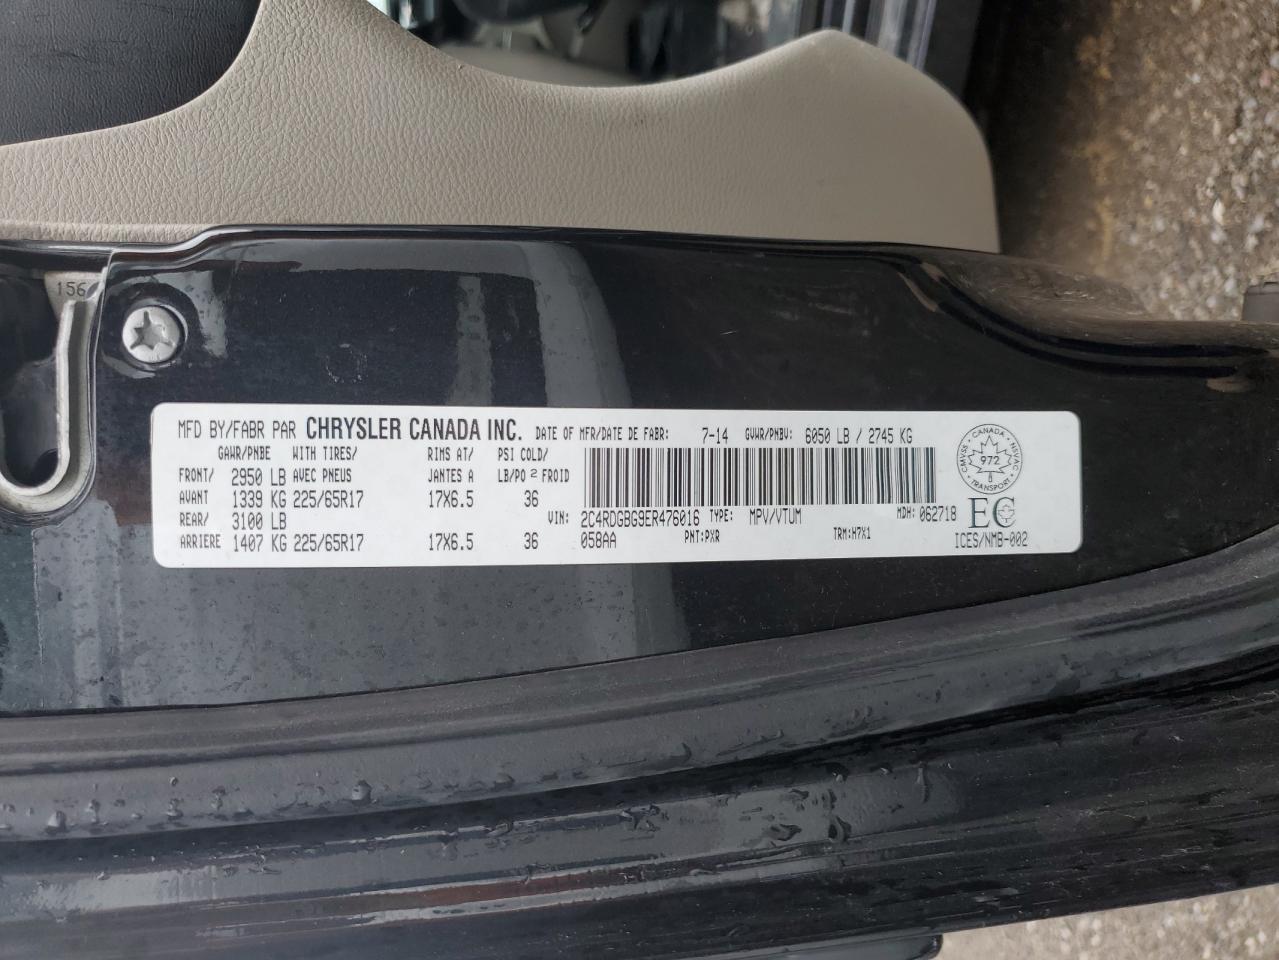 156
MFD BY/FABR PAR CHRYSLER CANADA INC. DATE OF MFR/DATE DE FABR: 7-14 GVWR/PNBV: 6050 LB / 2745 KG
GAWR/PNBE WITH TIRES/ RIMS AT/ PSI COLD/
FRONT/ 2950 LB AVEC PNEUS JANTES A LB/PO 2 FROID
AVANT 1339 KG 225/65R17 17X6.5 36
REAR/ 3100 LB
ARRIERE 1407 KG 225/65R17 17X6.5 36
VIN: 2C4RDGBG9ER476016 TYPE: MPV/VTUM MDH: 062718
058AA PNT:PXR TRM:H7X1
CANADA
CMVSS NSVAC
972
TRANSPORT
EC
ICES/NMB-002